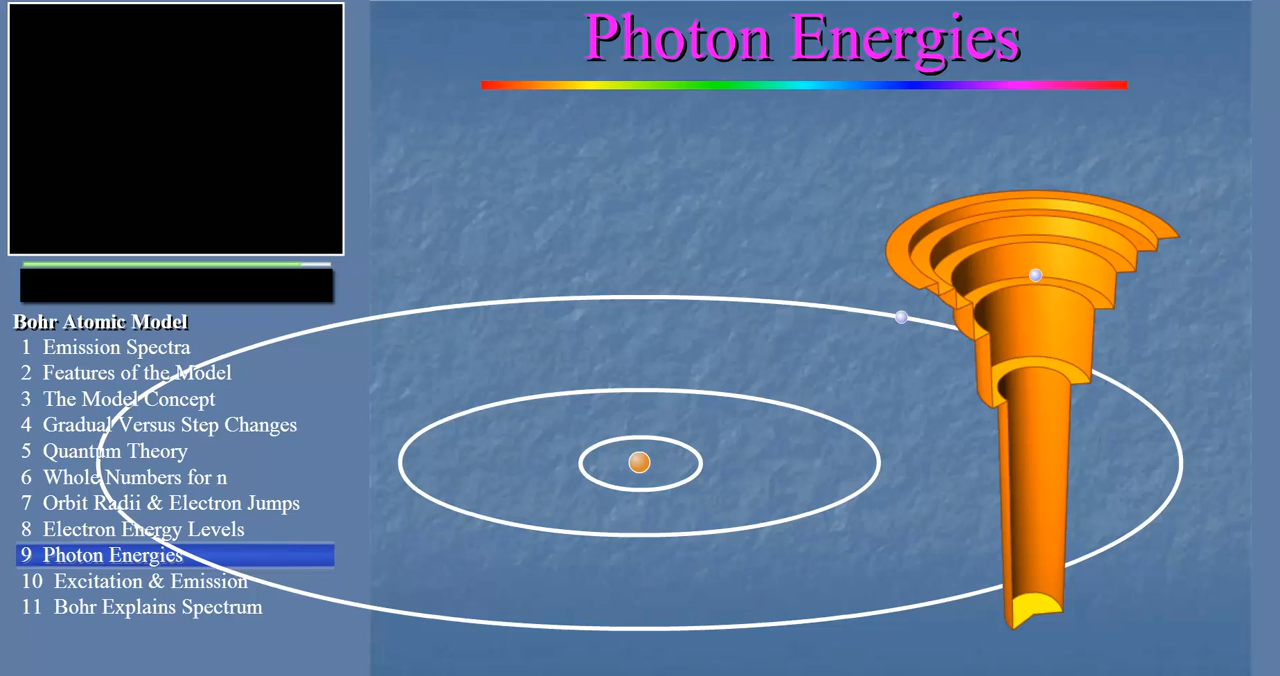 Photon Energies
Bohr Atomic Model
1 Emission Spectra
2 Features of the Model
3 The Model Concept
4 Gradual Versus Step Changes
5 Quantum Theory
6 Whole Numbers for n
7 Orbit Radii & Electron Jumps
8 Electron Energy Levels
9 Photon Energies
10 Excitation & Emission
11 Bohr Explains Spectrum